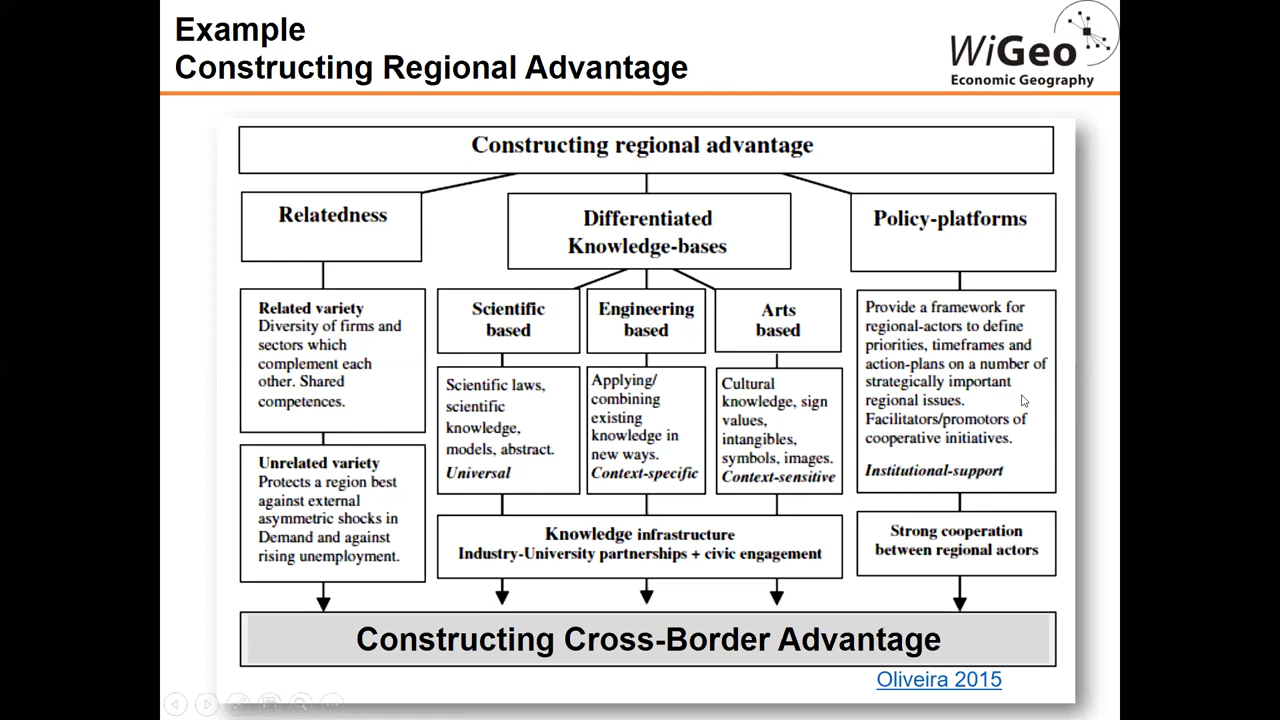 Example
Constructing Regional Advantage
WiGeo
Economic Geography
Constructing regional advantage
Relatedness
Differentiated
Knowledge-bases
Policy-platforms
Related variety
Diversity of firms and
sectors which
complement each
other. Shared
competences.
Unrelated variety
Protects a region best
against external
asymmetric shocks in
Demand and against
rising unemployment.
Scientific
based
Scientific laws,
scientific
knowledge,
models, abstract.
Universal
Engineering
based
Applying/
combining
existing
knowledge in
new ways.
Context-specific
Arts
based
Cultural
knowledge, sign
values,
intangibles,
symbols, images.
Context-sensitive
Knowledge infrastructure
Industry-University partnerships + civic engagement
Provide a framework for
regional-actors to define
priorities, timeframes and
action-plans on a number of
strategically important
regional issues.
Facilitators/promotors of
cooperative initiatives.
Institutional-support
Strong cooperation
between regional actors
Constructing Cross-Border Advantage
Oliveira 2015